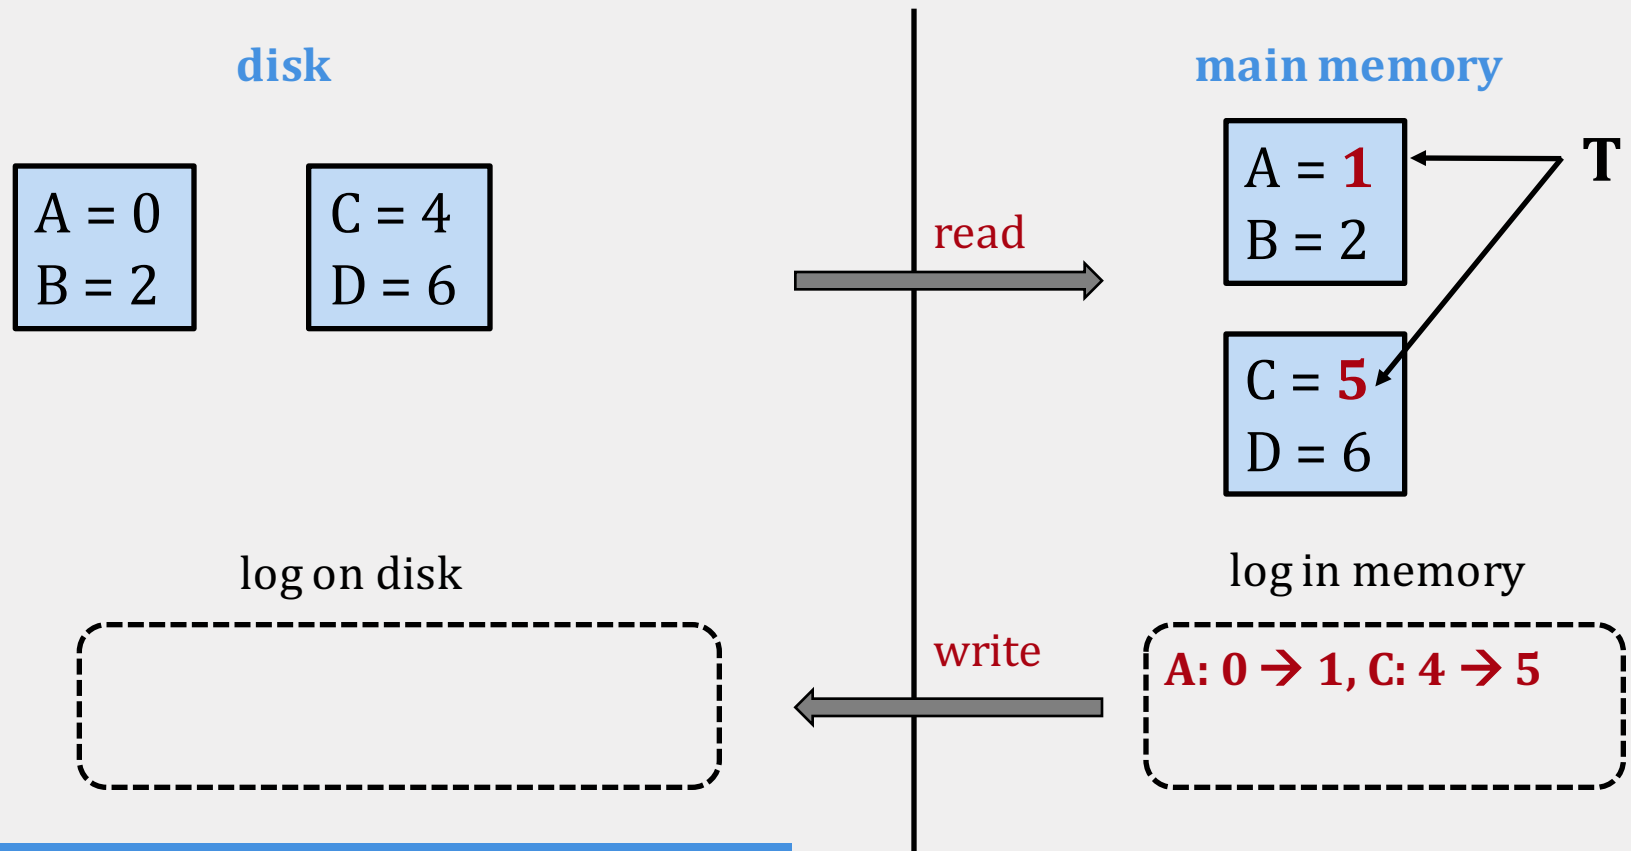 disk
main memory
A = 0
B = 2
C = 4
D = 6
read
A = 1
B = 2
T
C = 5
D = 6
log on disk
log in memory
write
A: 0 → 1, C: 4 → 5